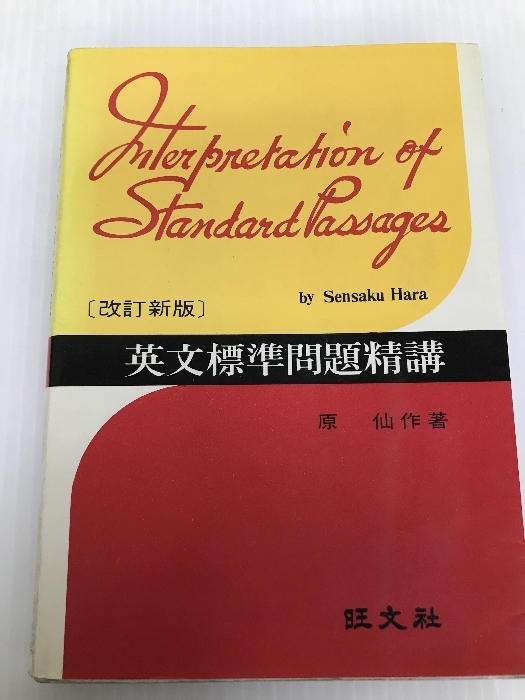 Interpretation of
Standard Passages
by Sensaku Hara
〔改訂新版〕
英文標準問題精講
原 仙作著
旺文社